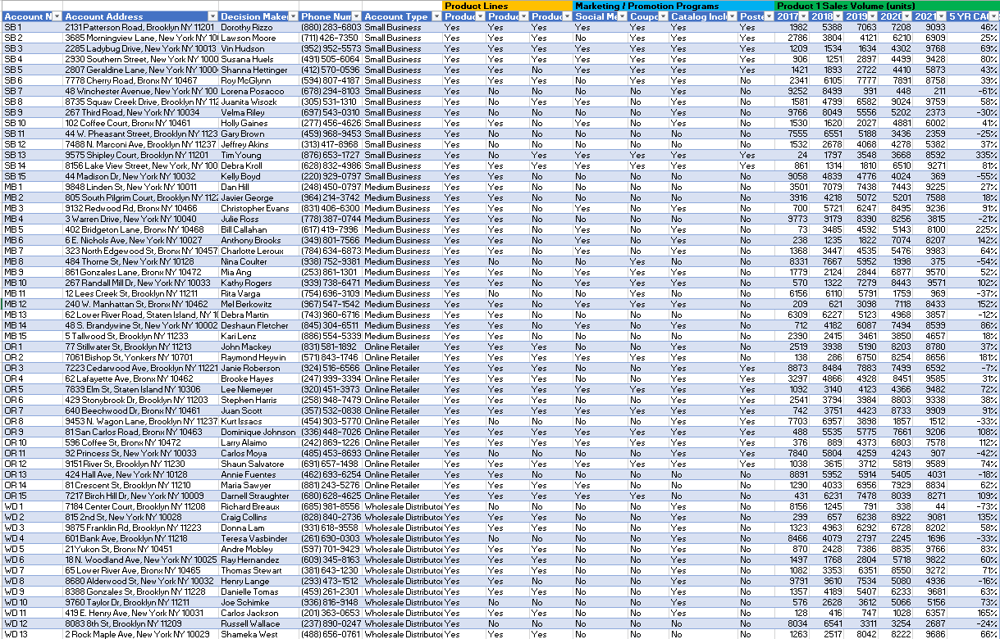 Product Lines Marketing / Promotion Programs Product 1 Sales Volume (units)
Account N Account Address Decision Maker Phone Num Account Type Produc Produ Produc Social Me Coupo Catalog Incl Poste 2017 2018 2019 2020 2021 5 YR CAG
SB 1 2131 Patterson Road, Brooklyn NY 11201 Dorothy Rizzo (880) 283-6803 Small Business Yes Yes Yes Yes Yes Yes Yes 1982 5388 7063 7208 9093 46%
SB 2 3685 Morningview Lane, New York NY 100 Lawson Moore (711) 426-7350 Small Business Yes Yes Yes No No Yes No 2786 3804 4121 6210 6909 25%
SB 3 2285 Ladybug Drive, New York NY 10013 Vin Hudson (952) 952-5573 Small Business Yes Yes Yes Yes Yes Yes Yes 1209 1534 1634 4302 9768 69%
SB 4 2930 Southern Street, New York NY 1000 Susana Huels (491) 505-6064 Small Business Yes Yes Yes Yes Yes Yes Yes 906 1251 2897 4499 9428 80%
SB 5 2807 Geraldine Lane, New York NY 1000 Shanna Hettinger (412) 570-0596 Small Business Yes Yes No Yes Yes Yes Yes 1421 1893 2722 4410 5873 43%
SB 6 7778 Cherry Road, Bronx NY 10467 Roy McGlynn (594) 807-4187 Small Business Yes Yes Yes No Yes Yes No 2341 6105 7777 7891 8758 39%
SB 7 48 Winchester Avenue, New York NY 100 Lorena Posacco (678) 294-8103 Small Business Yes No No No No Yes No 9252 8499 391 448 211 -61%
SB 8 8735 Squaw Creek Drive, Brooklyn NY 112 Juanita Wisozk (305) 531-1310 Small Business Yes No Yes Yes No Yes No 1581 4799 6582 9024 9759 58%
SB 9 267 Third Road, New York NY 10034 Velma Riley (697) 543-0310 Small Business Yes No No No No Yes No 9766 8049 5556 5202 2373 -30%
SB 10 102 Coffee Court, Bronx NY 10461 Holly Gaines (277) 456-4626 Small Business Yes Yes No Yes Yes Yes No 1530 1620 2027 4881 6002 41%
SB 11 44 W. Pheasant Street, Brooklyn NY 1123 Gary Brown (459) 968-9453 Small Business Yes No No No No No No 7555 6551 5188 3436 2359 -25%
SB 12 7488 N. Marconi Ave, Brooklyn NY 11237 Jeffrey Akins (313) 417-8968 Small Business Yes No No No No Yes No 1532 2678 4068 4278 5382 37%
SB 13 9575 Shipley Court, Brooklyn NY 11201 Tim Young (876) 653-1727 Small Business Yes No Yes Yes Yes Yes Yes 24 1797 3548 3668 8592 335%
SB 14 8156 Lake View Street, New York NY, 100 Debra Kroll (628) 832-4986 Small Business Yes Yes Yes Yes Yes Yes No 861 1314 1810 6510 9271 81%
SB 15 44 Madison Dr, New York NY 10032 Kelly Boyd (220) 929-0797 Small Business Yes Yes No No No Yes No 9058 4839 4776 4024 369 -55%
MB 1 9848 Linden St, New York NY 10011 Dan Hill (248) 450-0797 Medium Business Yes Yes No No No Yes No 3501 7079 7438 7443 9225 27%
MB 2 805 South Pilgrim Court, Brooklyn NY 112 Javier George (964) 214-3742 Medium Business Yes Yes No No No Yes No 3916 4218 5072 5201 7588 18%
MB 3 9132 Redwood Rd, Bronx NY 10466 Christopher Evans (831) 406-6300 Medium Business Yes Yes No Yes No Yes No 700 5721 6247 8495 9236 91%
MB 4 3 Warren Drive, New York NY 10040 Julie Ross (778) 387-0744 Medium Business Yes Yes No No No No No 9773 9179 8390 8256 3815 -21%
MB 5 402 Bridgeton Lane, Bronx NY 10468 Bill Callahan (617) 419-7996 Medium Business Yes Yes Yes No No Yes No 73 3485 4592 5143 8100 225%
MB 6 6 E. Nichols Ave, New York NY 10027 Anthony Brooks (349) 801-7566 Medium Business Yes Yes Yes No Yes Yes No 238 1235 1822 7074 8207 142%
MB 7 323 North Edgewood St, Bronx NY 10457 Charlotte Leroux (784) 634-6873 Medium Business Yes Yes Yes No No Yes Yes 1368 3447 4535 5476 9983 64%
MB 8 484 Thorne St, New York NY 10128 Nina Coulter (938) 752-9381 Medium Business Yes No No No Yes No No 8331 7667 5952 1998 375 -54%
MB 9 861 Gonzales Lane, Bronx NY 10472 Mia Ang (253) 861-1301 Medium Business Yes Yes No Yes Yes Yes No 1779 2124 2844 6877 9570 52%
MB 10 267 Randall Mill Dr, New York NY 10033 Kathy Rogers (939) 738-6471 Medium Business Yes Yes No Yes Yes Yes No 570 1322 7279 8443 9571 102%
MB 11 12 Lees Creek St, Brooklyn NY 11211 Rita Varga (754) 696-3109 Medium Business Yes No No No Yes No No 6156 6110 5791 1759 969 -37%
MB 12 240 W. Manhattan St, Bronx NY 10462 Mel Berkowitz (967) 547-1542 Medium Business Yes Yes No Yes Yes Yes No 209 621 3098 7118 8433 152%
MB 13 62 Lower River Road, Staten Island, NY 10 Debra Martin (743) 960-6716 Medium Business Yes Yes No No No No No 6309 6227 5123 4968 3857 -12%
MB 14 48 S. Brandywine St, New York NY 10002 Deshaun Fletcher (845) 304-6511 Medium Business Yes Yes No Yes No Yes No 712 4182 6087 7494 8599 86%
MB 15 5 Tallwood St, Brooklyn NY 11233 Kari Lenz (886) 554-5339 Medium Business Yes Yes No No No No No 2390 2415 3461 3850 4657 18%
OR 1 77 Stillwater St, Brooklyn NY 11213 John Mackey (831) 581-1892 Online Retailer Yes Yes Yes No No Yes No 2519 3938 5190 8203 8780 37%
OR 2 7061 Bishop St, Yonkers NY 10701 Raymond Heywin (571) 843-1746 Online Retailer Yes Yes Yes Yes Yes Yes No 138 286 6750 8254 8656 181%
OR 3 7223 Cedarwood Ave, Brooklyn NY 11221 Janie Roberson (924) 516-6566 Online Retailer Yes Yes Yes No No Yes No 8873 8484 7883 7499 6592 -7%
OR 4 62 Lafayette Ave, Bronx NY 10462 Brooke Hayes (247) 999-3394 Online Retailer Yes Yes Yes No No Yes No 3297 4866 4928 8451 9585 31%
OR 5 7839 Elm St, Staten Island NY 10306 Lee Niemeyer (920) 451-3973 Online Retailer Yes Yes Yes Yes Yes Yes Yes 1092 3140 4123 4366 9482 72%
OR 6 429 Stonybrook Dr, Brooklyn NY 11203 Stephen Harris (258) 948-7479 Online Retailer Yes Yes Yes No No Yes Yes 2541 3794 3984 8803 9338 38%
OR 7 640 Beechwood Dr, Bronx NY 10461 Juan Scott (357) 532-0838 Online Retailer Yes Yes Yes Yes Yes Yes Yes 742 3751 4423 8733 9909 91%
OR 8 9453 N. Wagon Lane, Brooklyn NY 11237 Kurt Issacs (454) 903-5770 Online Retailer Yes No No No No Yes Yes 7703 6957 3898 1857 1512 -33%
OR 9 81 San Carlos Road, Bronx NY 10463 Dominique Johnson (336) 448-7026 Online Retailer Yes Yes Yes Yes Yes Yes Yes 488 5535 5775 7661 9206 108%
OR 10 596 Coffee St, Bronx NY 10472 Larry Alaimo (242) 869-1226 Online Retailer Yes Yes Yes No No Yes Yes 376 889 4373 6803 7578 112%
OR 11 92 Princess St, New York NY 10033 Carlos Moya (485) 453-8693 Online Retailer Yes No No No No Yes Yes 7840 5804 4259 4243 907 -42%
OR 12 9151 River St, Brooklyn NY 11230 Shaun Salvatore (691) 657-1498 Online Retailer Yes Yes Yes No No Yes Yes 1038 3615 3712 5819 9589 74%
OR 13 424 Hall Ave, New York NY 10128 Annie Fuentes (462) 693-6254 Online Retailer Yes Yes No No No No No 8891 5952 5914 5405 4031 -18%
OR 14 81 Crescent St, Brooklyn NY 11210 Maria Sawyer (881) 243-5276 Online Retailer Yes Yes Yes No No Yes No 1290 4033 6956 7929 8834 62%
OR 15 7217 Birch Hill Dr, New York NY 10009 Darnell Straughter (680) 628-4625 Online Retailer Yes Yes Yes Yes Yes No No 431 6231 7478 8039 8271 109%
WD 1 7184 Center Court, Brooklyn NY 11208 Richard Breaux (685) 981-8556 Wholesale Distributor Yes No No No No Yes No 8156 1245 791 338 44 -73%
WD 2 815 2nd St, New York NY 10028 Craig Collins (828) 840-2736 Wholesale Distributor Yes Yes Yes No No Yes No 299 657 6238 8922 9081 135%
WD 3 9875 Franklin Rd, Brooklyn NY 11223 Donna Lam (931) 618-9558 Wholesale Distributor Yes Yes Yes No No Yes No 1323 4963 6292 6728 8202 58%
WD 4 601 Bank Ave, Brooklyn NY 11218 Teresa Vasbinder (261) 690-0303 Wholesale Distributor Yes No No No No Yes No 8466 4079 2797 2245 1696 -33%
WD 5 21 Yukon St, Bronx NY 10451 Andre Mobley (597) 701-9429 Wholesale Distributor Yes Yes Yes No No Yes No 870 2428 7386 8835 9766 83%
WD 6 18 N. Woodland Ave, New York NY 10025 Ray Hernandez (609) 345-8163 Wholesale Distributor Yes Yes Yes No No Yes No 1497 1768 2804 5718 9822 60%
WD 7 65 Lower River Ave, Bronx NY 10465 Thomas Stewart (381) 643-1230 Wholesale Distributor Yes Yes Yes No No Yes No 1082 3353 6351 8550 9272 71%
WD 8 8680 Alderwood St, New York NY 10032 Henry Larges (293) 473-1512 Wholesale Distributor Yes Yes No No No Yes No 9791 9610 7534 5080 4936 -16%
WD 9 8388 Gonzales St, Brooklyn NY 11228 Danielle Tomas (459) 261-2301 Wholesale Distributor Yes Yes Yes No No Yes No 1357 4189 5407 6233 9681 63%
WD 10 9760 Taylor Dr, Brooklyn NY 11211 Joe Schimke (936) 816-9148 Wholesale Distributor Yes Yes No No No Yes No 576 2628 3612 5066 5156 73%
WD 11 419 E. Henry Ave, New York NY 10031 Carlos Jackson (201) 363-0653 Wholesale Distributor Yes Yes Yes No No Yes No 128 416 747 1028 6357 165%
WD 12 8083 8th St, Brooklyn NY 11209 Russell Wallace (237) 890-0247 Wholesale Distributor Yes No No No No Yes No 8034 6541 3311 3254 2687 -24%
WD 13 2 Rock Maple Ave, New York NY 10029 Shameka West (488) 656-0761 Wholesale Distributor Yes Yes Yes No No Yes No 1263 2517 8042 8222 9686 66%